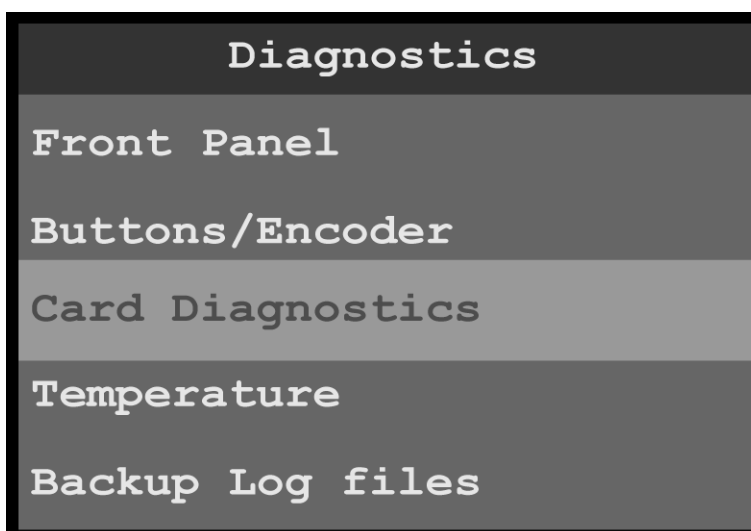 Diagnostics
Front Panel
Buttons/Encoder
Card Diagnostics
Temperature
Backup Log files